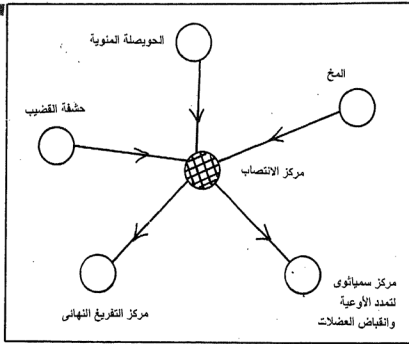 الحويصلة المنوية
المخ
حشفة القضيب
مركز الانتصاب
مركز سمبثاوى
لتمدد الأوعية
وانقباض العضلات
مركز التفريغ النهائى